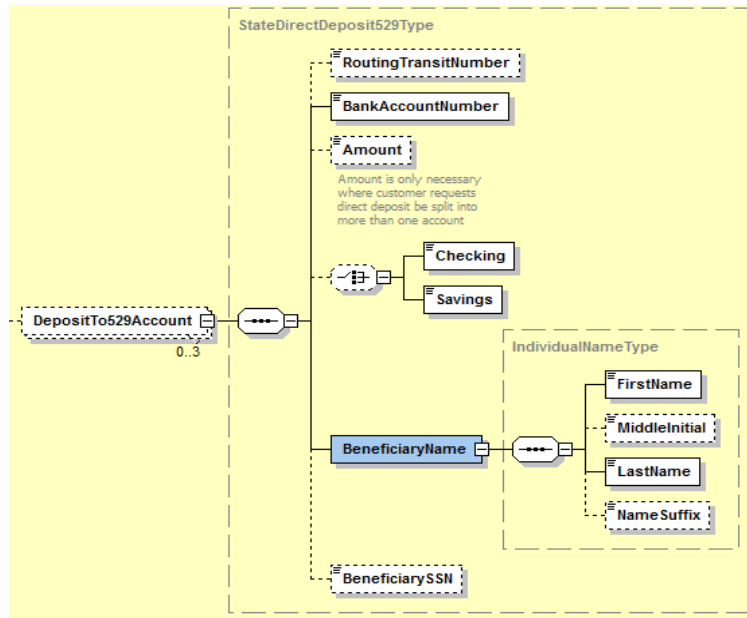 StateDirectDeposit529Type
RoutingTransitNumber
BankAccountNumber
Amount
Amount is only necessary
where customer requests
direct deposit be split into
more than one account
Checking
Savings
DepositTo529Account
0..3
IndividualNameType
FirstName
BeneficiaryName
MiddleInitial
LastName
NameSuffix
BeneficiarySSN